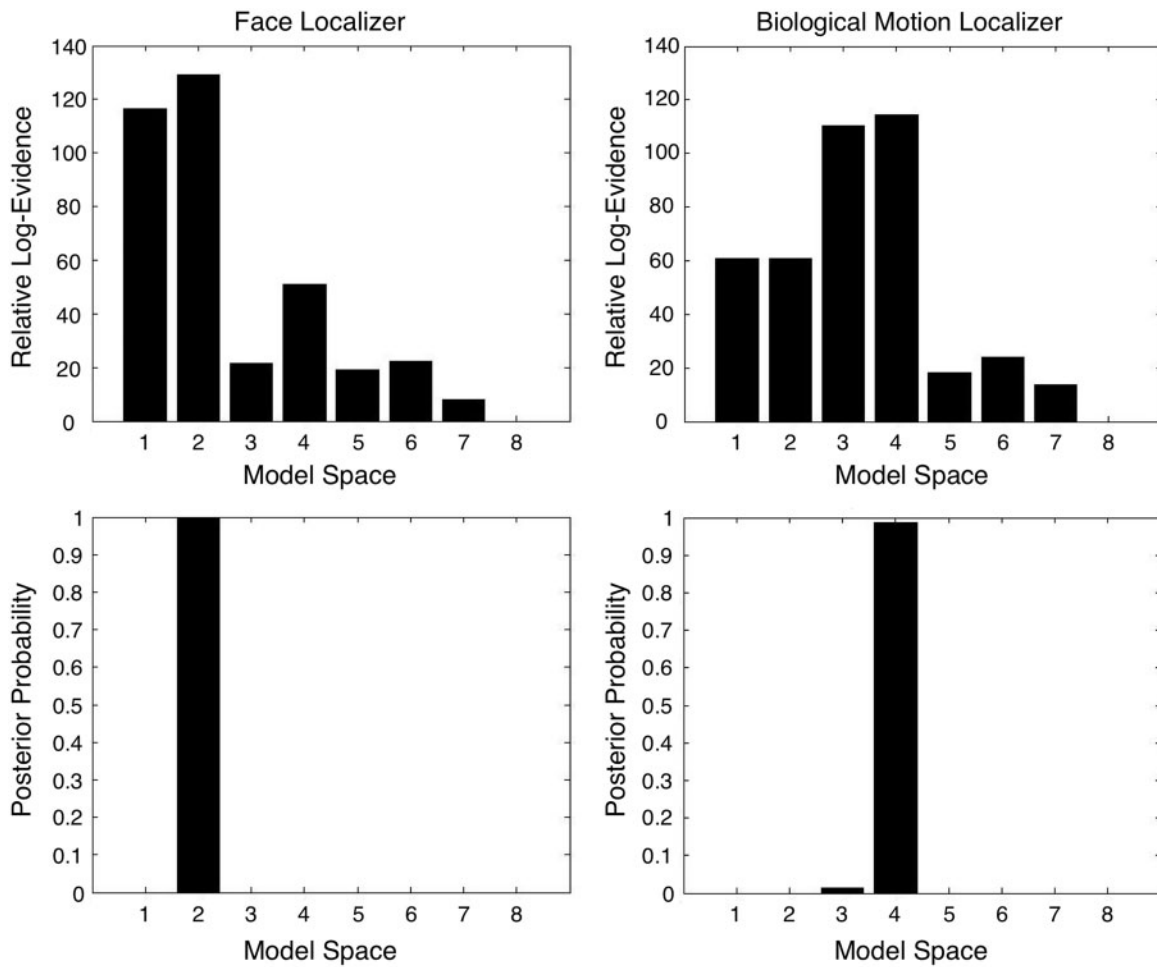 Face Localizer
Relative Log-Evidence
140
120
100
80
60
40
20
0
1 2 3 4 5 6 7 8
Model Space
Biological Motion Localizer
Relative Log-Evidence
140
120
100
80
60
40
20
0
1 2 3 4 5 6 7 8
Model Space
Posterior Probability
1
0.9
0.8
0.7
0.6
0.5
0.4
0.3
0.2
0.1
0
1 2 3 4 5 6 7 8
Model Space
Posterior Probability
1
0.9
0.8
0.7
0.6
0.5
0.4
0.3
0.2
0.1
0
1 2 3 4 5 6 7 8
Model Space